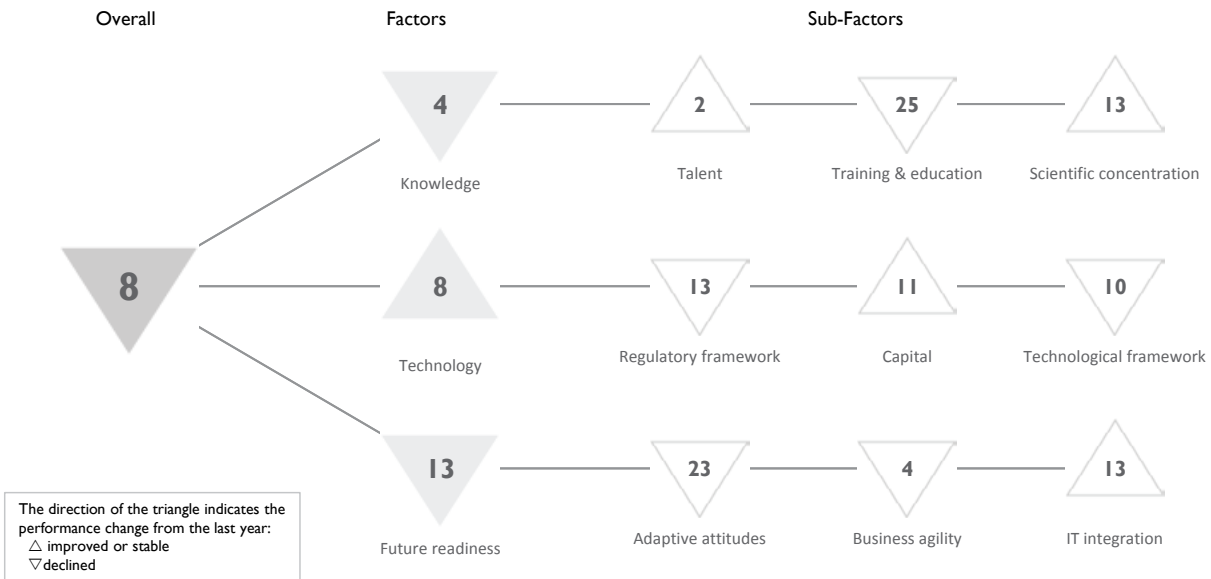 Overall Factors Sub-Factors
4 2 25 13
Knowledge Talent Training & education Scientific concentration
8
8 13 11 10
Technology Regulatory framework Capital Technological framework
13 23 4 13
Future readiness Adaptive attitudes Business agility IT integration
The direction of the triangle indicates the
performance change from the last year:
△ improved or stable
▽declined